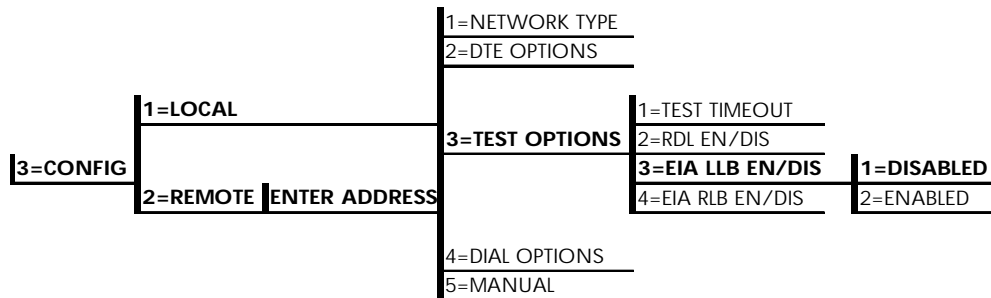 3=CONFIG
1=LOCAL
2=REMOTE
ENTER ADDRESS
1=NETWORK TYPE
2=DTE OPTIONS
3=TEST OPTIONS
4=DIAL OPTIONS
5=MANUAL
1=TEST TIMEOUT
2=RDL EN/DIS
3=EIA LLB EN/DIS
4=EIA RLB EN/DIS
1=DISABLED
2=ENABLED